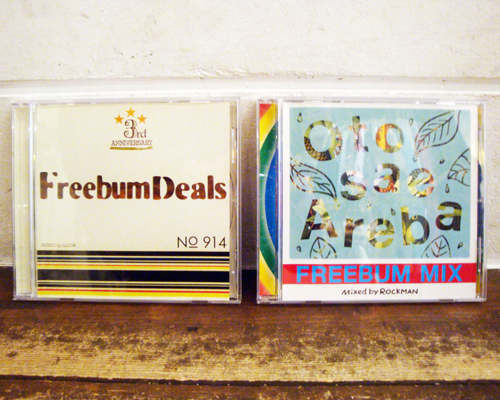 3rd
ANNIVERSARY
FreebumDeals
No 914
Oto
sae
Areba
FREEBUM MIX
Mixed by ROCKMAN